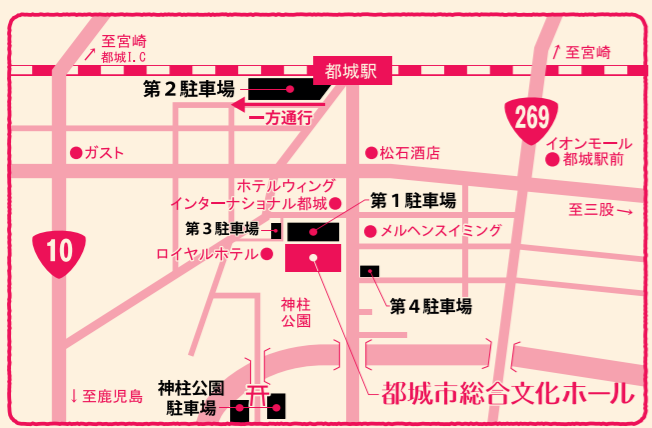 至宮崎
都城I.C
都城駅
至宮崎
第2駐車場
一方通行
269
ガスト
松石酒店
イオンモール
都城駅前
ホテルウィング
インターナショナル都城
第1駐車場
至三股→
第3駐車場
メルヘンスイミング
10
ロイヤルホテル
第4駐車場
神柱
公園
↓至鹿児島
神柱公園
駐車場
都城市総合文化ホール